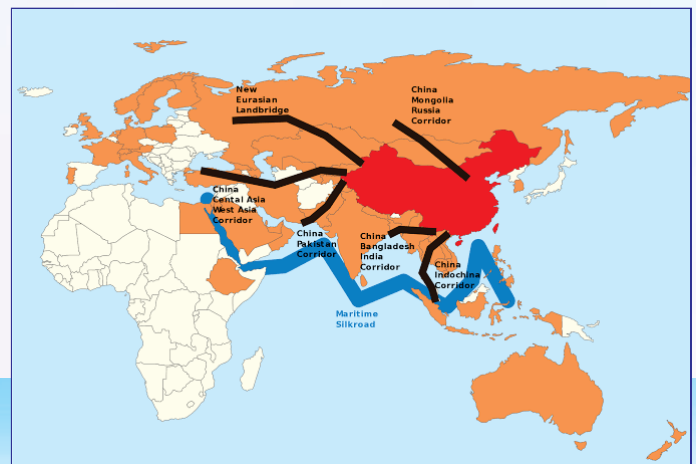 New
Eurasian
Landbridge
China
Mongolia
Russia
Corridor
China
Cental Asia
West Asia
Corridor
China
Pakistan
Corridor
China
Bangladesh
India
Corridor
China
Indochina
Corridor
Maritime
Silkroad